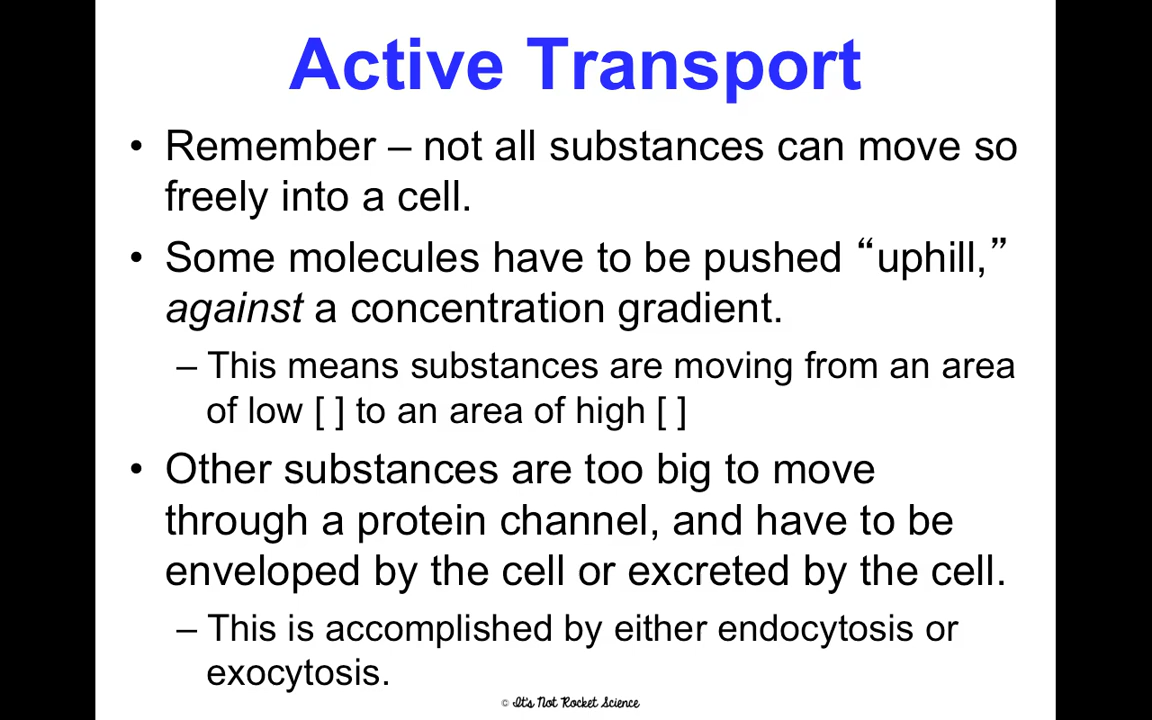 Active Transport
• Remember – not all substances can move so
freely into a cell.
• Some molecules have to be pushed “uphill,”
against a concentration gradient.
– This means substances are moving from an area
of low [ ] to an area of high [ ]
• Other substances are too big to move
through a protein channel, and have to be
enveloped by the cell or excreted by the cell.
– This is accomplished by either endocytosis or
exocytosis.
© It's Not Rocket Science